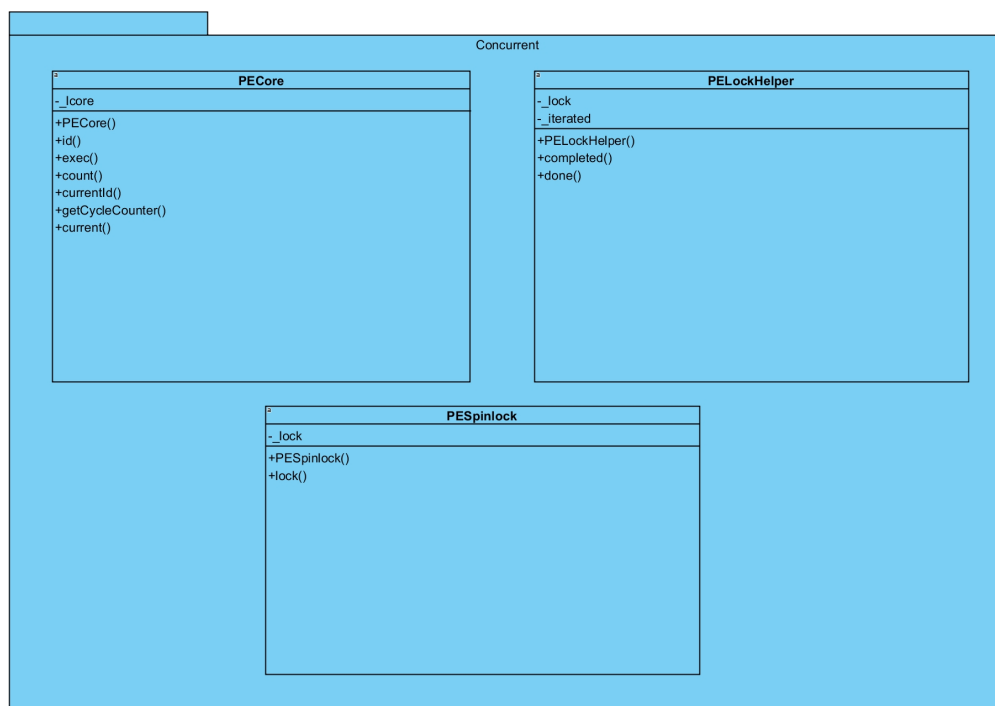 Concurrent
PECore
-_lcore
+PECore()
+id()
+exec()
+count()
+currentId()
+getCycleCounter()
+current()
PELockHelper
-_lock
-_iterated
+PELockHelper()
+completed()
+done()
PESpinlock
-_lock
+PESpinlock()
+lock()